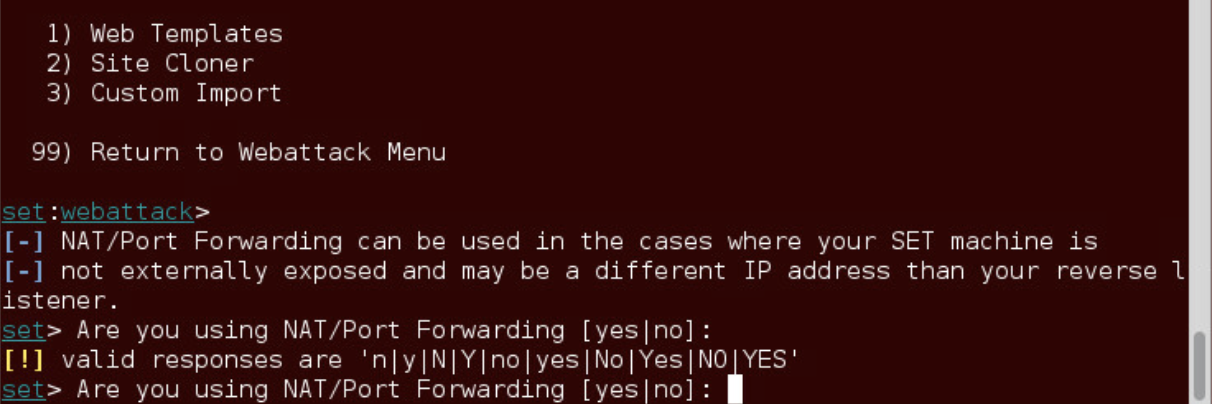 1) Web Templates
2) Site Cloner
3) Custom Import
99) Return to Webattack Menu
set:webattack>
[-] NAT/Port Forwarding can be used in the cases where your SET machine is
[-] not externally exposed and may be a different IP address than your reverse l
istener.
set> Are you using NAT/Port Forwarding [yes|no]:
[!] valid responses are 'n|y|N|Y|no|yes|No|Yes|NO|YES'
set> Are you using NAT/Port Forwarding [yes|no]: